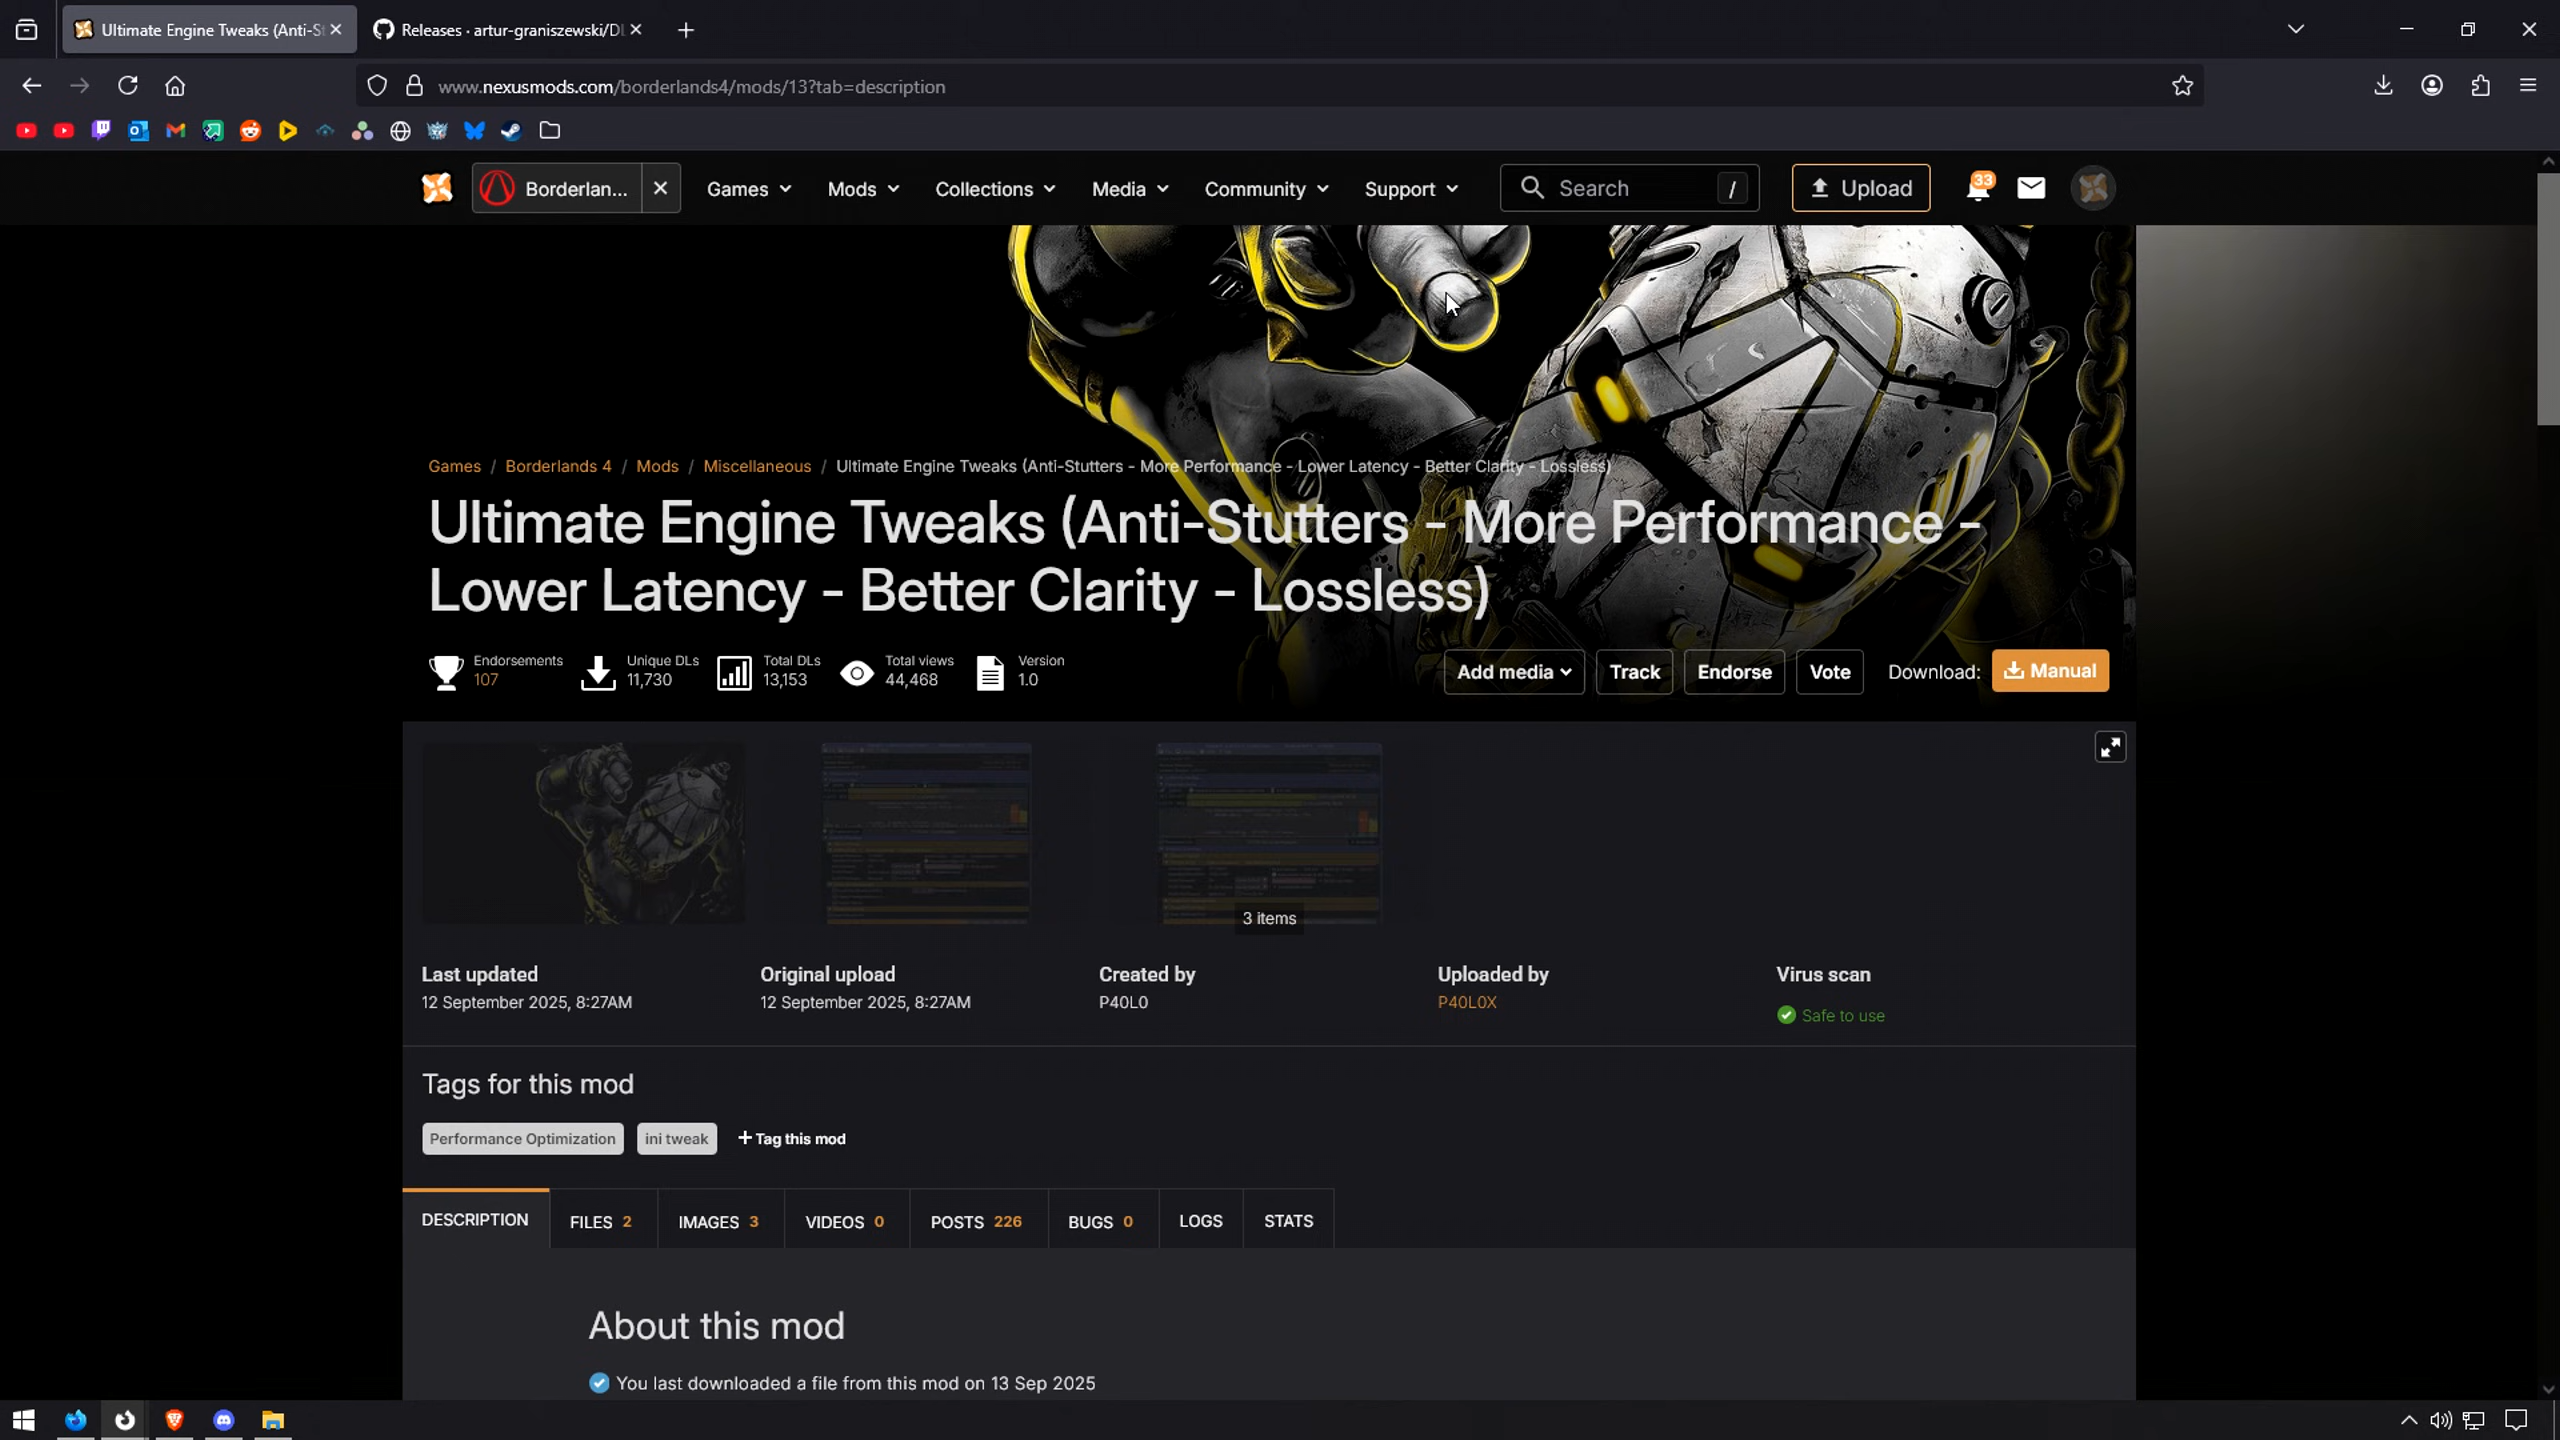 Ultimate Engine Tweaks (Anti-St
Releases · artur-graniszewski/DL
www.nexusmods.com/borderlands4/mods/13?tab=description
Borderlan...
Games
Mods
Collections
Media
Community
Support
Search
/
Upload
33
Games / Borderlands 4 / Mods / Miscellaneous / Ultimate Engine Tweaks (Anti-Stutters - More Performance - Lower Latency - Better Clarity - Lossless)
Ultimate Engine Tweaks (Anti-Stutters - More Performance -
Lower Latency - Better Clarity - Lossless)
Endorsements
107
Unique DLs
11,730
Total DLs
13,153
Total views
44,468
Version
1.0
Add media
Track
Endorse
Vote
Download:
Manual
3 items
Last updated
12 September 2025, 8:27AM
Original upload
12 September 2025, 8:27AM
Created by
P40L0
Uploaded by
P40L0X
Virus scan
Safe to use
Tags for this mod
Performance Optimization
ini tweak
+ Tag this mod
DESCRIPTION
FILES 2
IMAGES 3
VIDEOS 0
POSTS 226
BUGS 0
LOGS
STATS
About this mod
You last downloaded a file from this mod on 13 Sep 2025